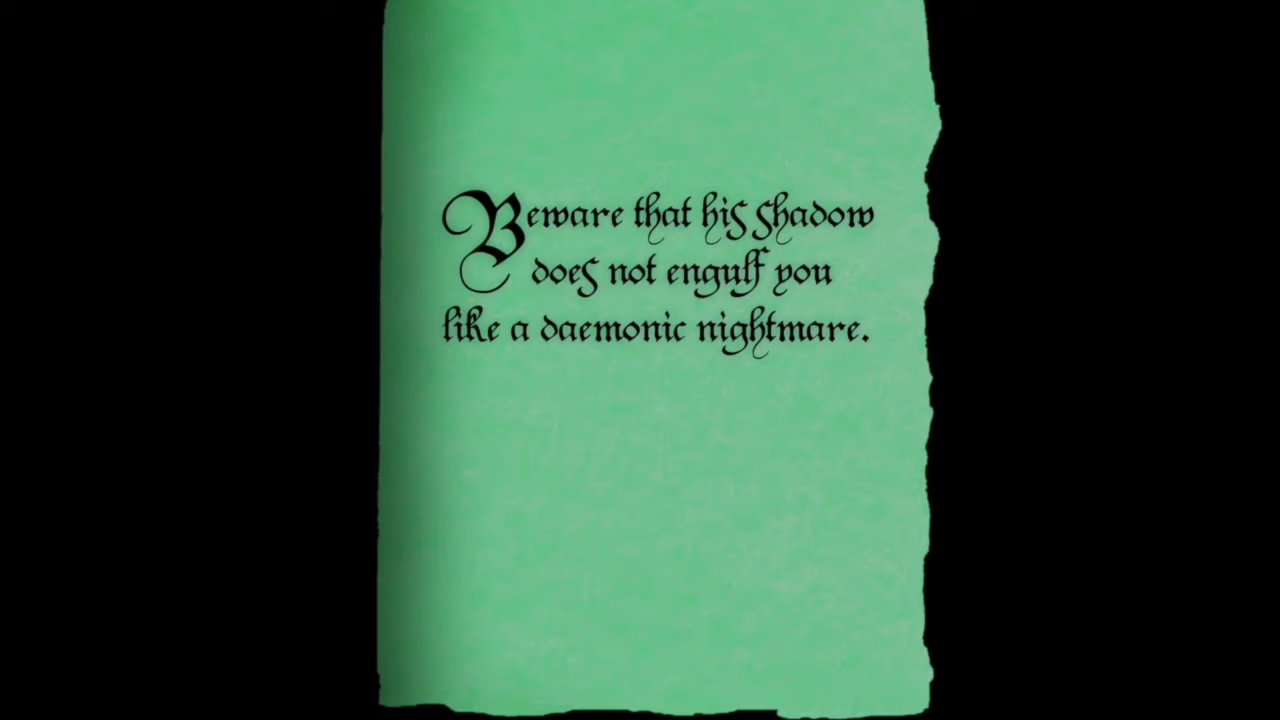 Beware that his shadow
does not engulf you
like a daemonic nightmare.